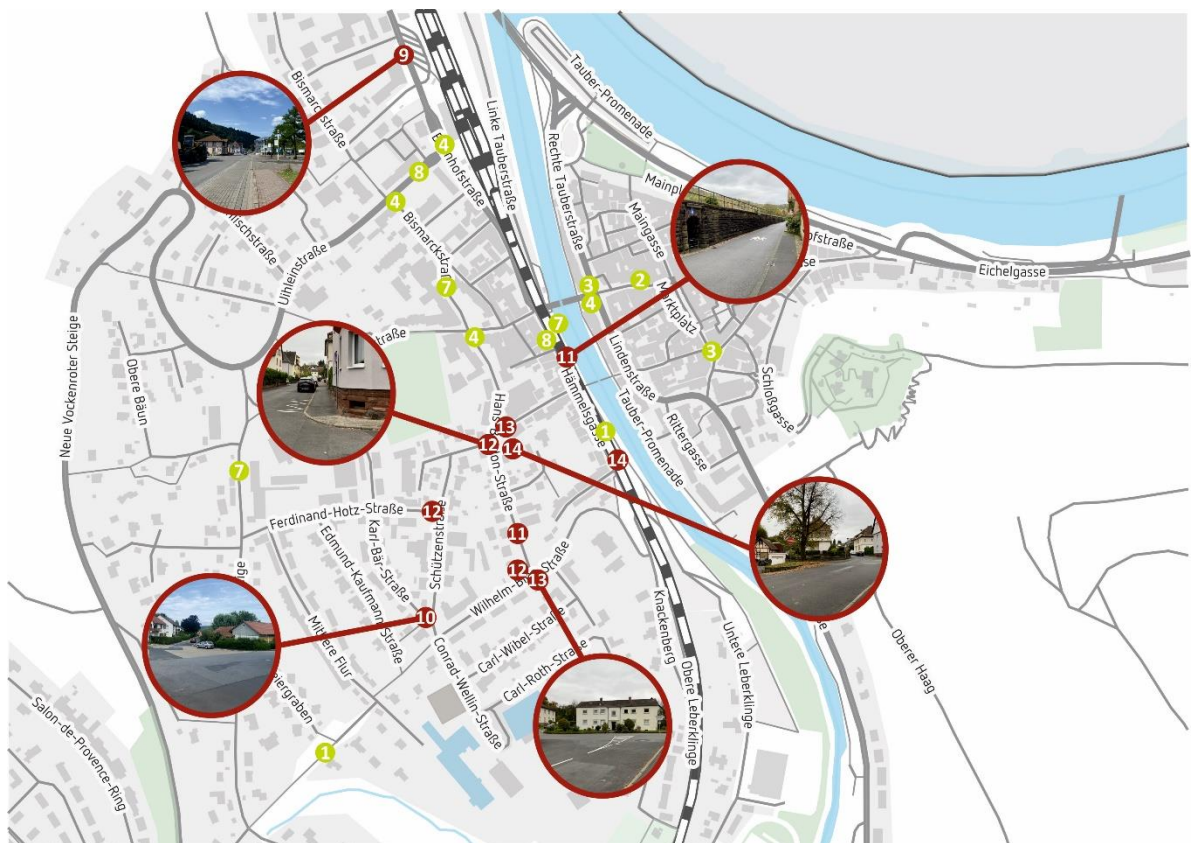 9
Bismarckstraße
Linke Tauberstraße
Tauber-Promenade
Rechte Tauberstraße
4
8
4
Mainpl
Maingasse
Bismarckstraße
7
Uihleinstraße
3
4
2
Marktplatz
Eichelgasse
7
8
4
11
3
Neue Vockenroter Steige
Obere Bäun
Hämmelsgasse
Lindenstraße
Tauber-Promenade
Schloßgasse
Rittergasse
13
12
14
1
14
7
Ferdinand-Hotz-Straße
12
Karl-Bär-Straße
Schützenstraße
11
Edmund-Kaufmann-Straße
12
13
10
Mittlere Flur
Carl-Wibel-Straße
Carl-Roth-Straße
Conrad-Wellin-Straße
Knackenberg
Obere Leberklinge
Untere Leberklinge
Oberer Haag
Salon-de-Provence-Ring
1